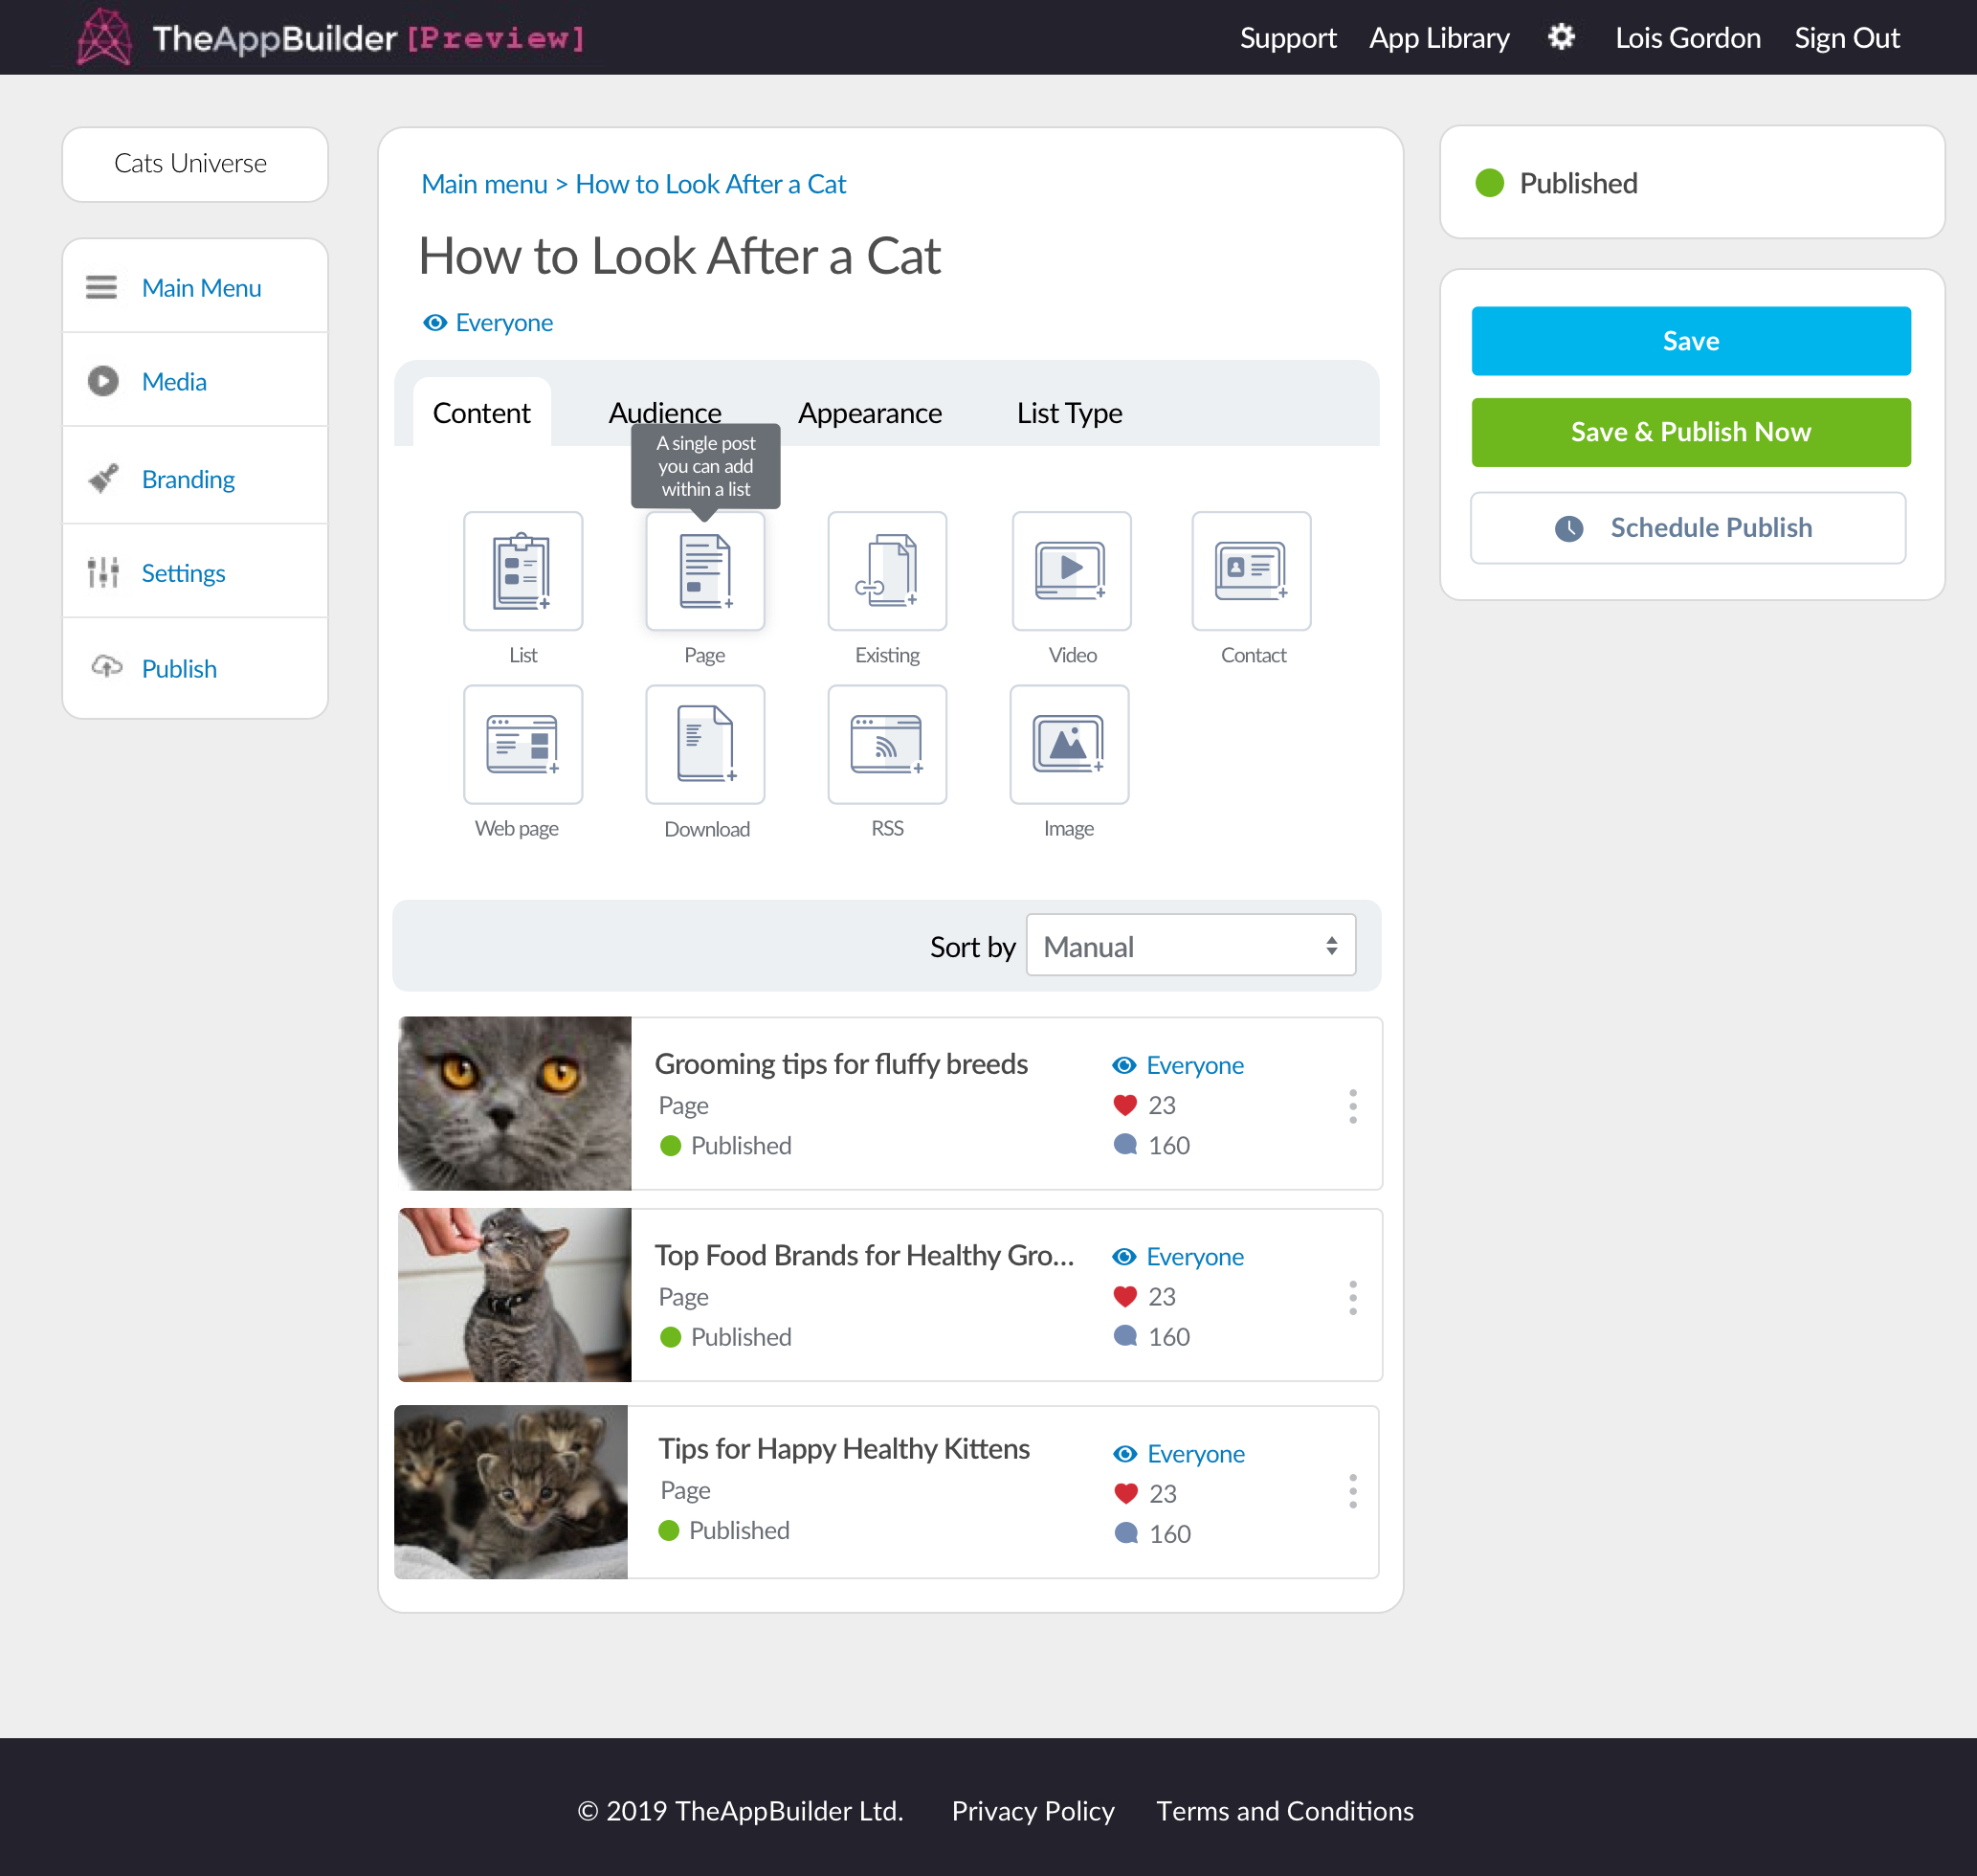 TheAppBuilder [Preview]
Support App Library Lois Gordon Sign Out
Cats Universe
Main Menu
Media
Branding
Settings
Publish
Main menu > How to Look After a Cat
How to Look After a Cat
Everyone
Content Audience Appearance List Type
A single post
you can add
within a list
List Page Existing Video Contact
Web page Download RSS Image
Sort by Manual
Grooming tips for fluffy breeds
Page
Published
Everyone
23
160
Top Food Brands for Healthy Gro...
Page
Published
Everyone
23
160
Tips for Happy Healthy Kittens
Page
Published
Everyone
23
160
Published
Save
Save & Publish Now
Schedule Publish
© 2019 TheAppBuilder Ltd. Privacy Policy Terms and Conditions